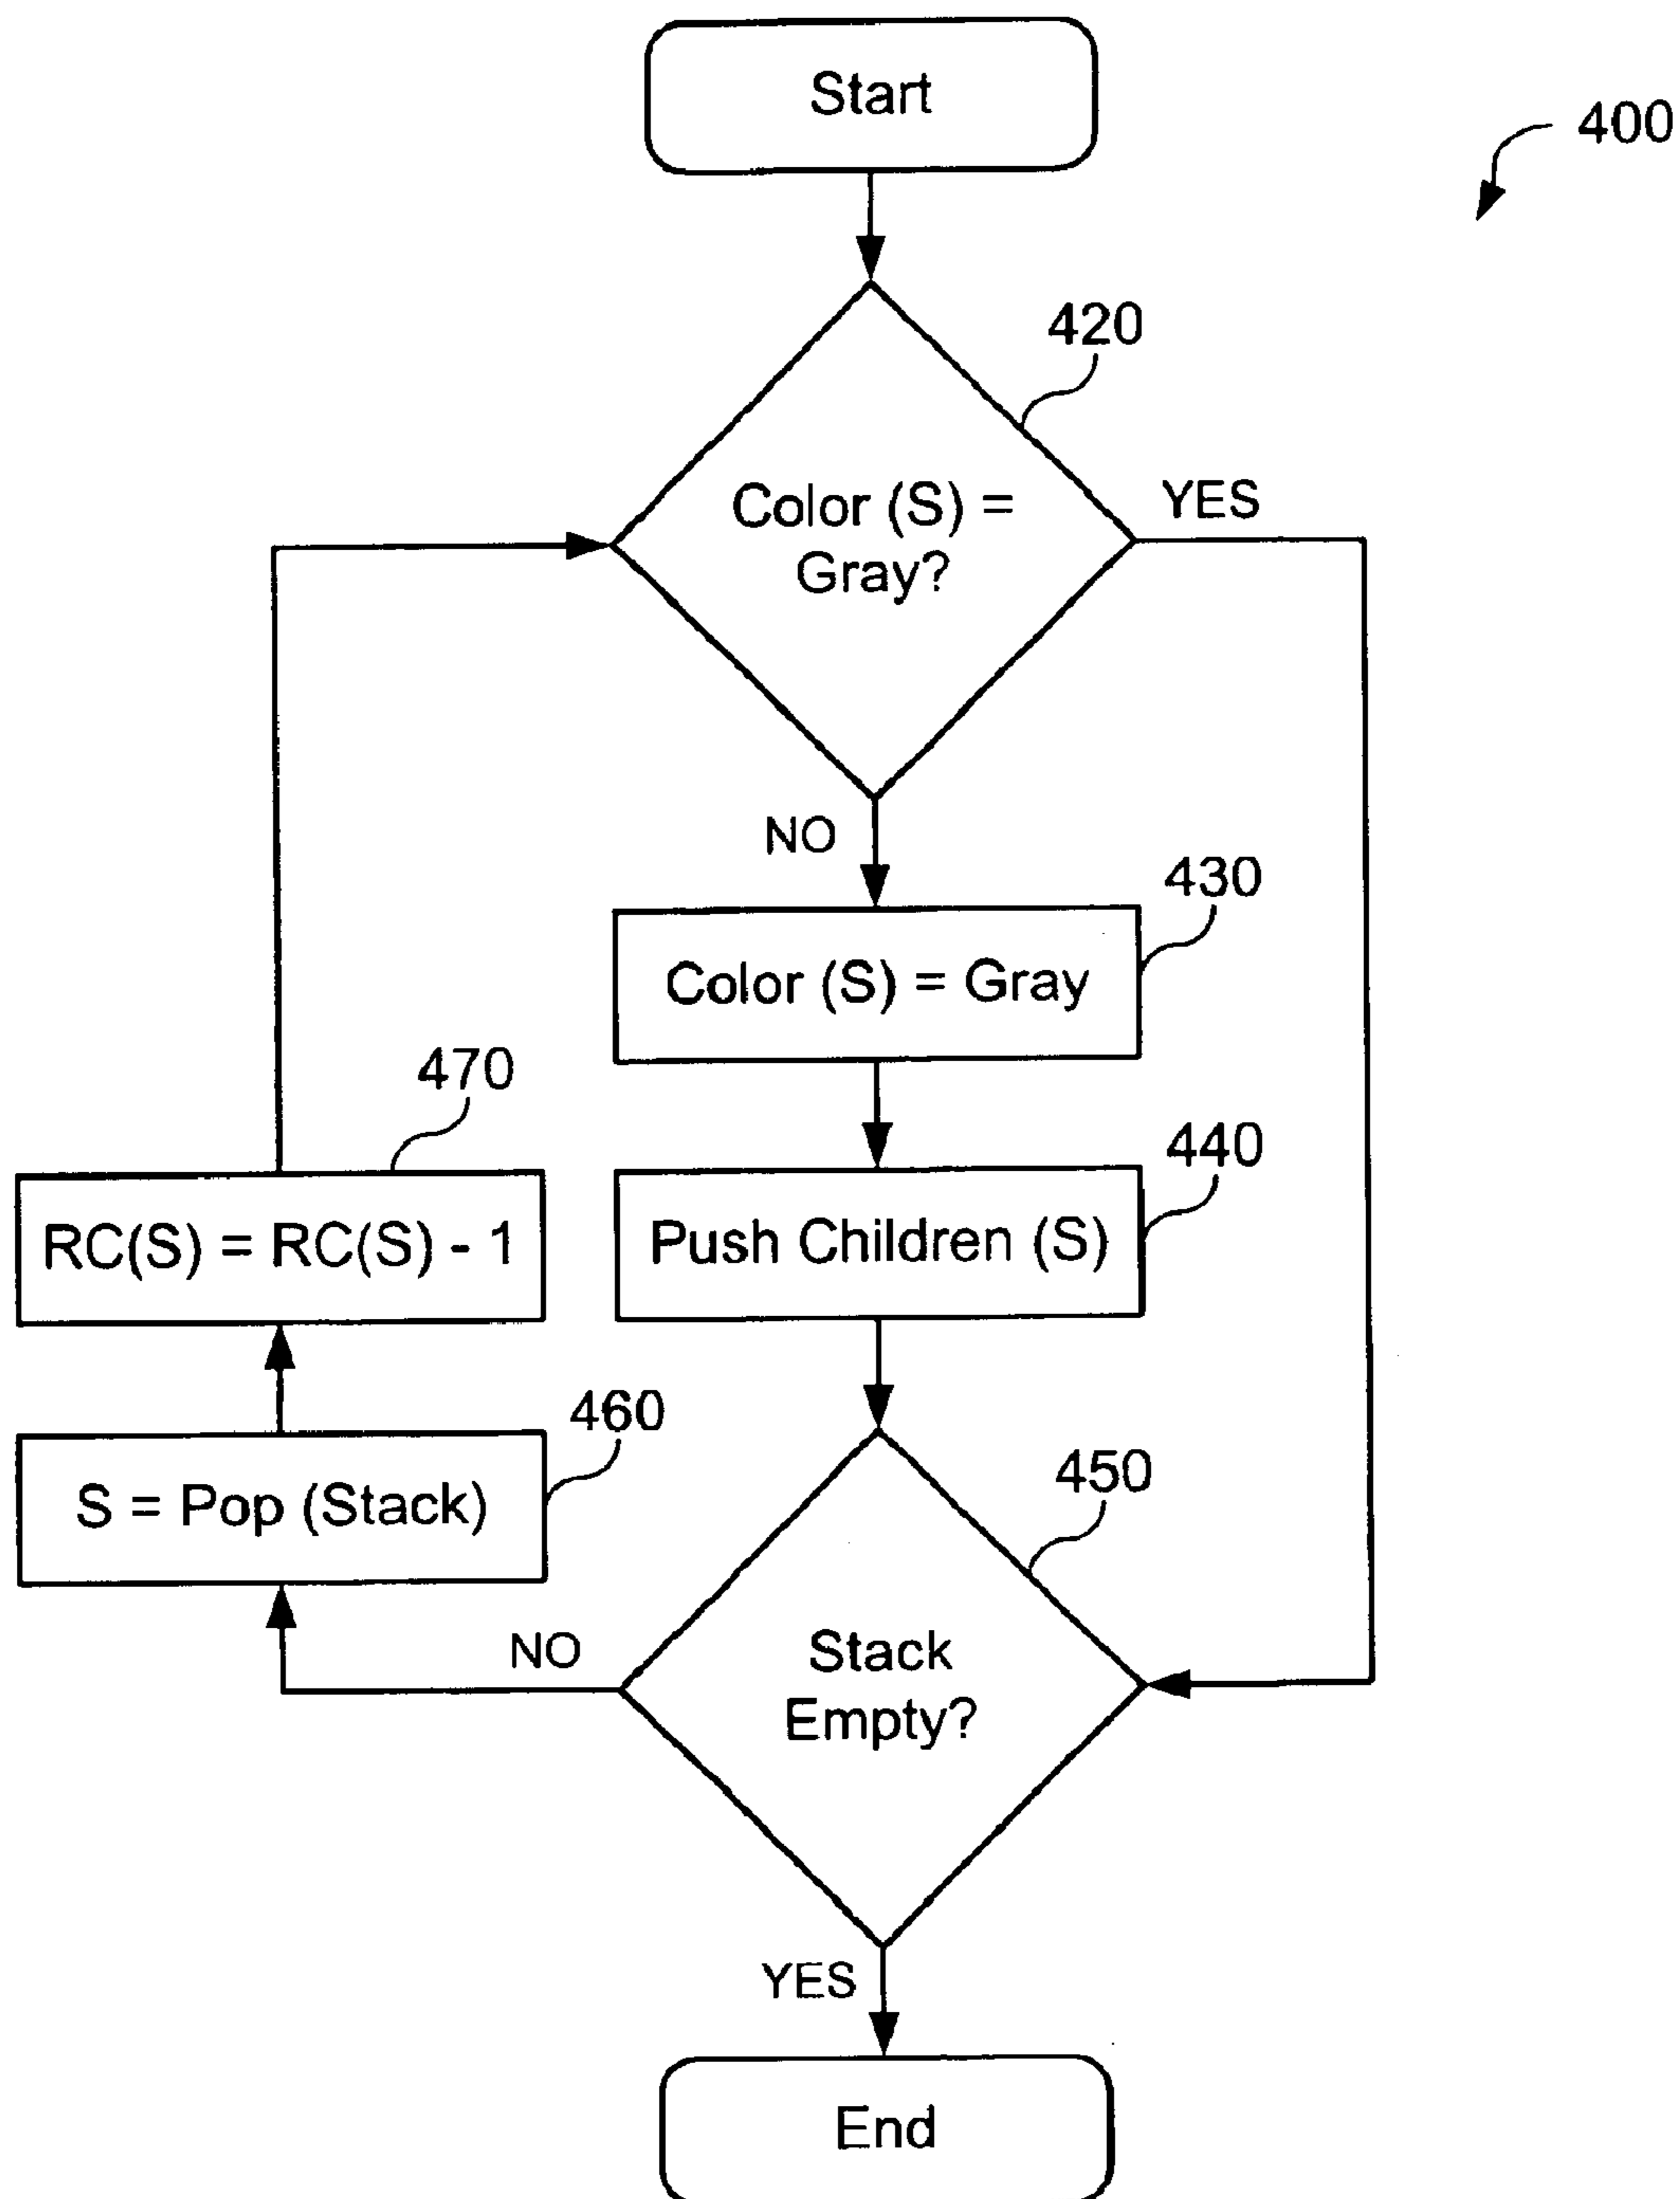 Start
400
420
Color (S) =
Gray?
YES
NO
430
Color (S) = Gray
470
440
RC(S) = RC(S) - 1
Push Children (S)
460
S = Pop (Stack)
450
NO
Stack
Empty?
YES
End